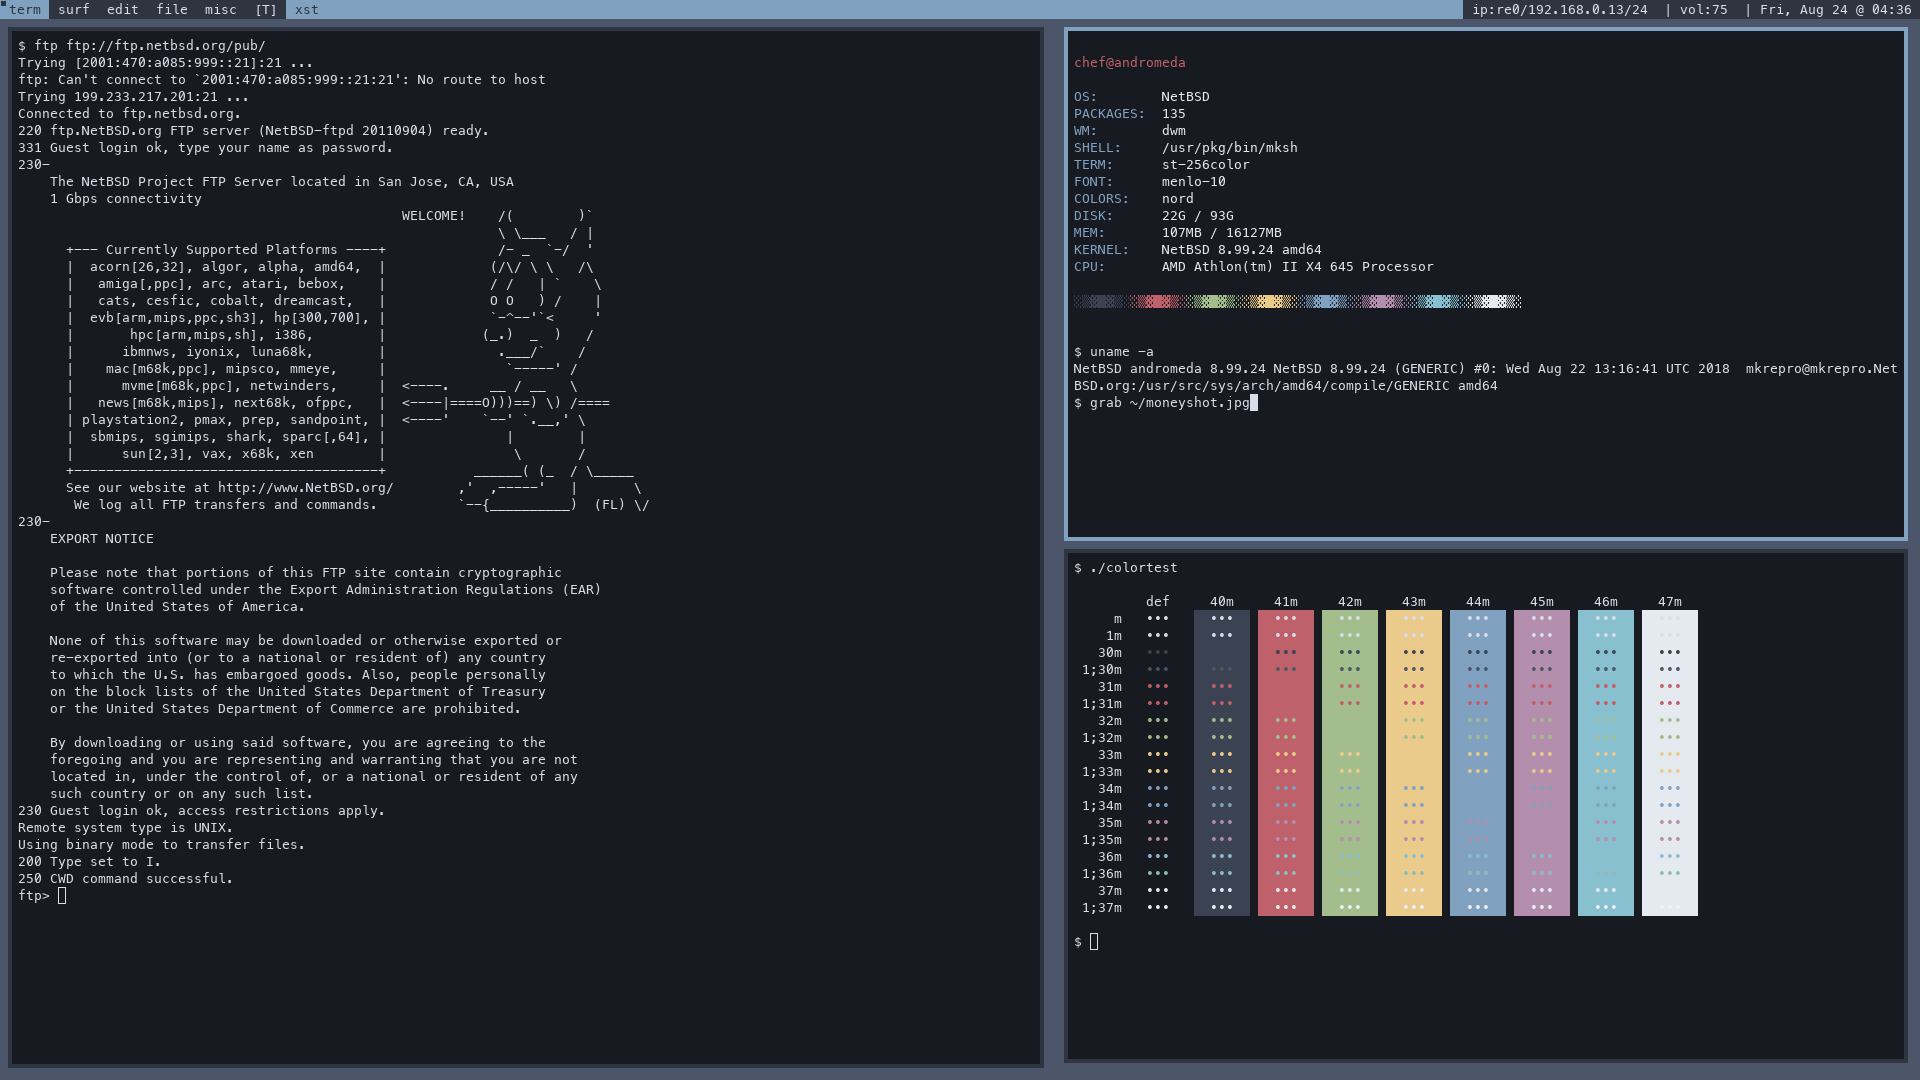 term surf edit file misc [T] xst ip:re0/192.168.0.13/24 | vol:75 | Fri, Aug 24 @ 04:36
$ ftp ftp://ftp.netbsd.org/pub/
Trying [2001:470:a085:999::21]:21 ...
ftp: Can't connect to `2001:470:a085:999::21:21': No route to host
Trying 199.233.217.201:21 ...
Connected to ftp.netbsd.org.
220 ftp.NetBSD.org FTP server (NetBSD-ftpd 20110904) ready.
331 Guest login ok, type your name as password.
230-
    The NetBSD Project FTP Server located in San Jose, CA, USA
    1 Gbps connectivity
                                                WELCOME!    /(        )`
                                                            \ \___   / |
      +--- Currently Supported Platforms ----+              /- _  `-/  '
      |  acorn[26,32], algor, alpha, amd64,  |             (/\/ \ \   /\
      |   amiga[,ppc], arc, atari, bebox,    |             / /   | `    \
      |   cats, cesfic, cobalt, dreamcast,   |             O O   ) /    |
      |  evb[arm,mips,ppc,sh3], hp[300,700], |             `-^--'`<     '
      |       hpc[arm,mips,sh], i386,        |            (_.)  _  )   /
      |      ibmnws, iyonix, luna68k,        |              .___/`    /
      |    mac[m68k,ppc], mipsco, mmeye,     |               `-----' /
      |      mvme[m68k,ppc], netwinders,     |  <----.     __ / __   \
      |   news[m68k,mips], next68k, ofppc,   |  <----|====O)))==) \) /====
      | playstation2, pmax, prep, sandpoint, |  <----'    `--' `.__,' \
      |  sbmips, sgimips, shark, sparc[,64], |               |        |
      |      sun[2,3], vax, x68k, xen        |                \       /
      +--------------------------------------+           ______( (_  / \_____
      See our website at http://www.NetBSD.org/        ,'  ,-----'   |       \
       We log all FTP transfers and commands.          `--{__________)  (FL) \/
230-
    EXPORT NOTICE
    Please note that portions of this FTP site contain cryptographic
    software controlled under the Export Administration Regulations (EAR)
    of the United States of America.
    None of this software may be downloaded or otherwise exported or
    re-exported into (or to a national or resident of) any country
    to which the U.S. has embargoed goods. Also, people personally
    on the block lists of the United States Department of Treasury
    or the United States Department of Commerce are prohibited.
    By downloading or using said software, you are agreeing to the
    foregoing and you are representing and warranting that you are not
    located in, under the control of, or a national or resident of any
    such country or on any such list.
230 Guest login ok, access restrictions apply.
Remote system type is UNIX.
Using binary mode to transfer files.
200 Type set to I.
250 CWD command successful.
ftp>
chef@andromeda
OS:        NetBSD
PACKAGES:  135
WM:        dwm
SHELL:     /usr/pkg/bin/mksh
TERM:      st-256color
FONT:      menlo-10
COLORS:    nord
DISK:      22G / 93G
MEM:       107MB / 16127MB
KERNEL:    NetBSD 8.99.24 amd64
CPU:       AMD Athlon(tm) II X4 645 Processor
$ uname -a
NetBSD andromeda 8.99.24 NetBSD 8.99.24 (GENERIC) #0: Wed Aug 22 13:16:41 UTC 2018  mkrepro@mkrepro.Net
BSD.org:/usr/src/sys/arch/amd64/compile/GENERIC amd64
$ grab ~/moneyshot.jpg
$ ./colortest
def 40m 41m 42m 43m 44m 45m 46m 47m
m
1m
30m
1;30m
31m
1;31m
32m
1;32m
33m
1;33m
34m
1;34m
35m
1;35m
36m
1;36m
37m
1;37m
$